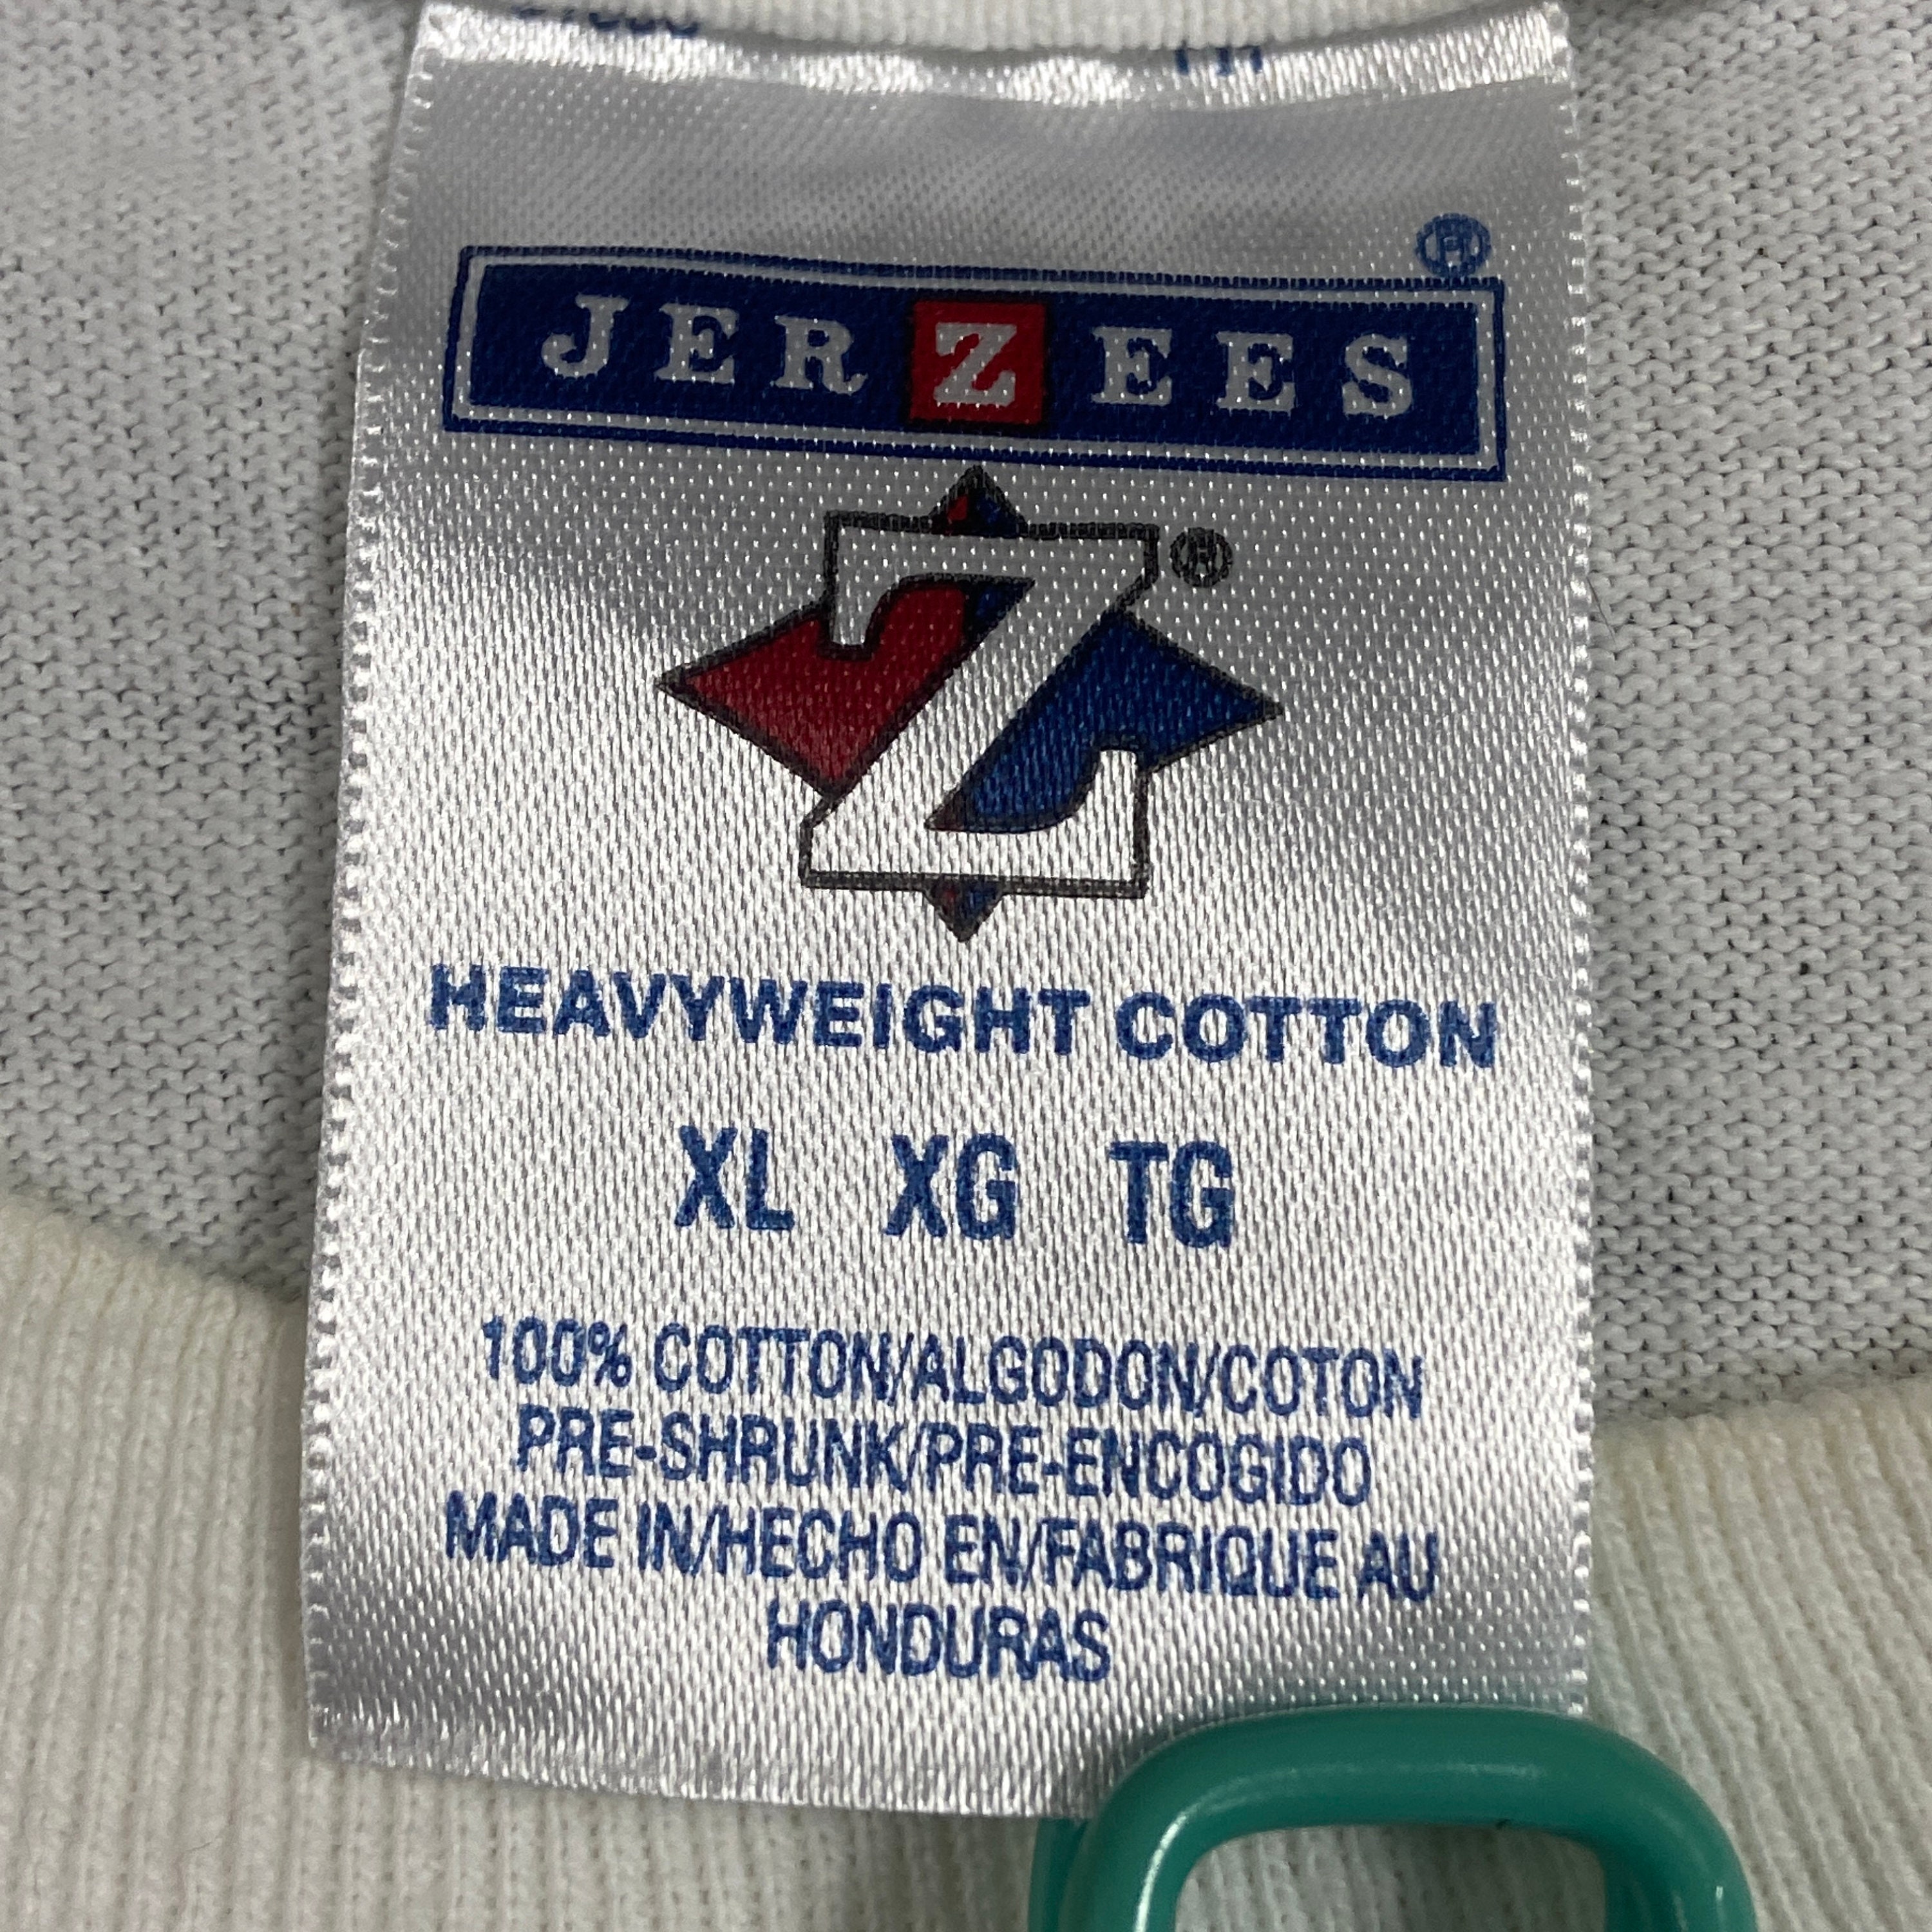 JERZEES®
Z®
HEAVYWEIGHT COTTON
XL XG TG
100% COTTON/ALGODON/COTON
PRE-SHRUNK/PRE-ENCOGIDO
MADE IN/HECHO EN/FABRIQUE AU
HONDURAS